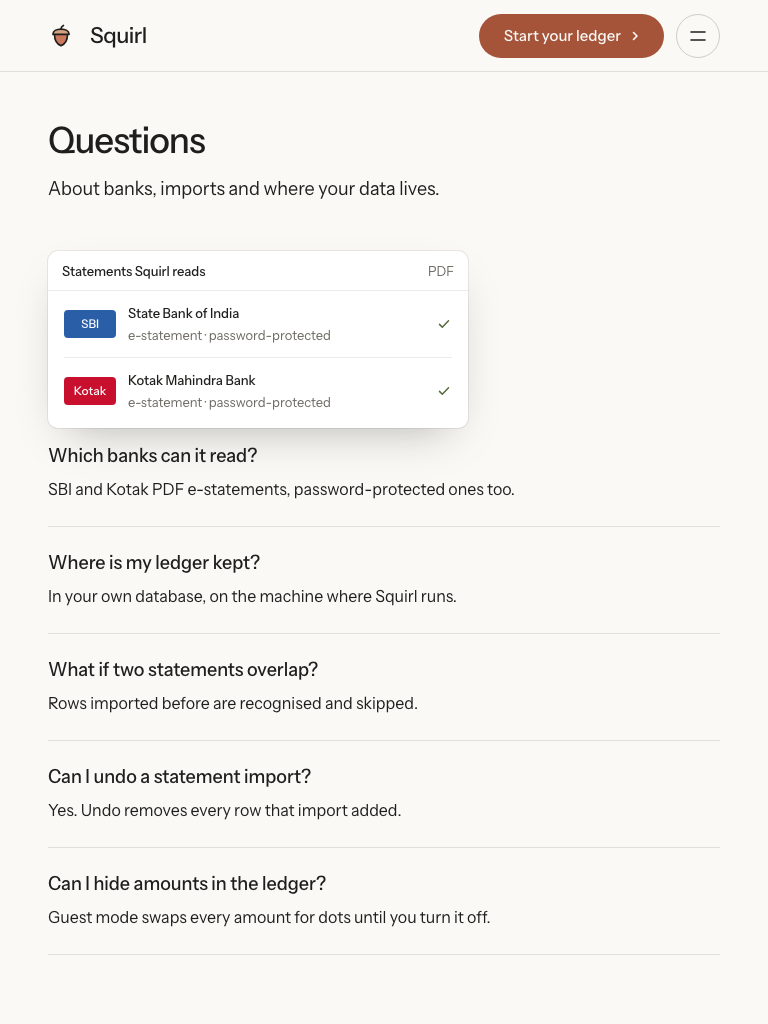 Squirl
Start your ledger
Questions
About banks, imports and where your data lives.
Statements Squirl reads PDF
SBI
State Bank of India
e-statement · password-protected
Kotak
Kotak Mahindra Bank
e-statement · password-protected
Which banks can it read?
SBI and Kotak PDF e-statements, password-protected ones too.
Where is my ledger kept?
In your own database, on the machine where Squirl runs.
What if two statements overlap?
Rows imported before are recognised and skipped.
Can I undo a statement import?
Yes. Undo removes every row that import added.
Can I hide amounts in the ledger?
Guest mode swaps every amount for dots until you turn it off.